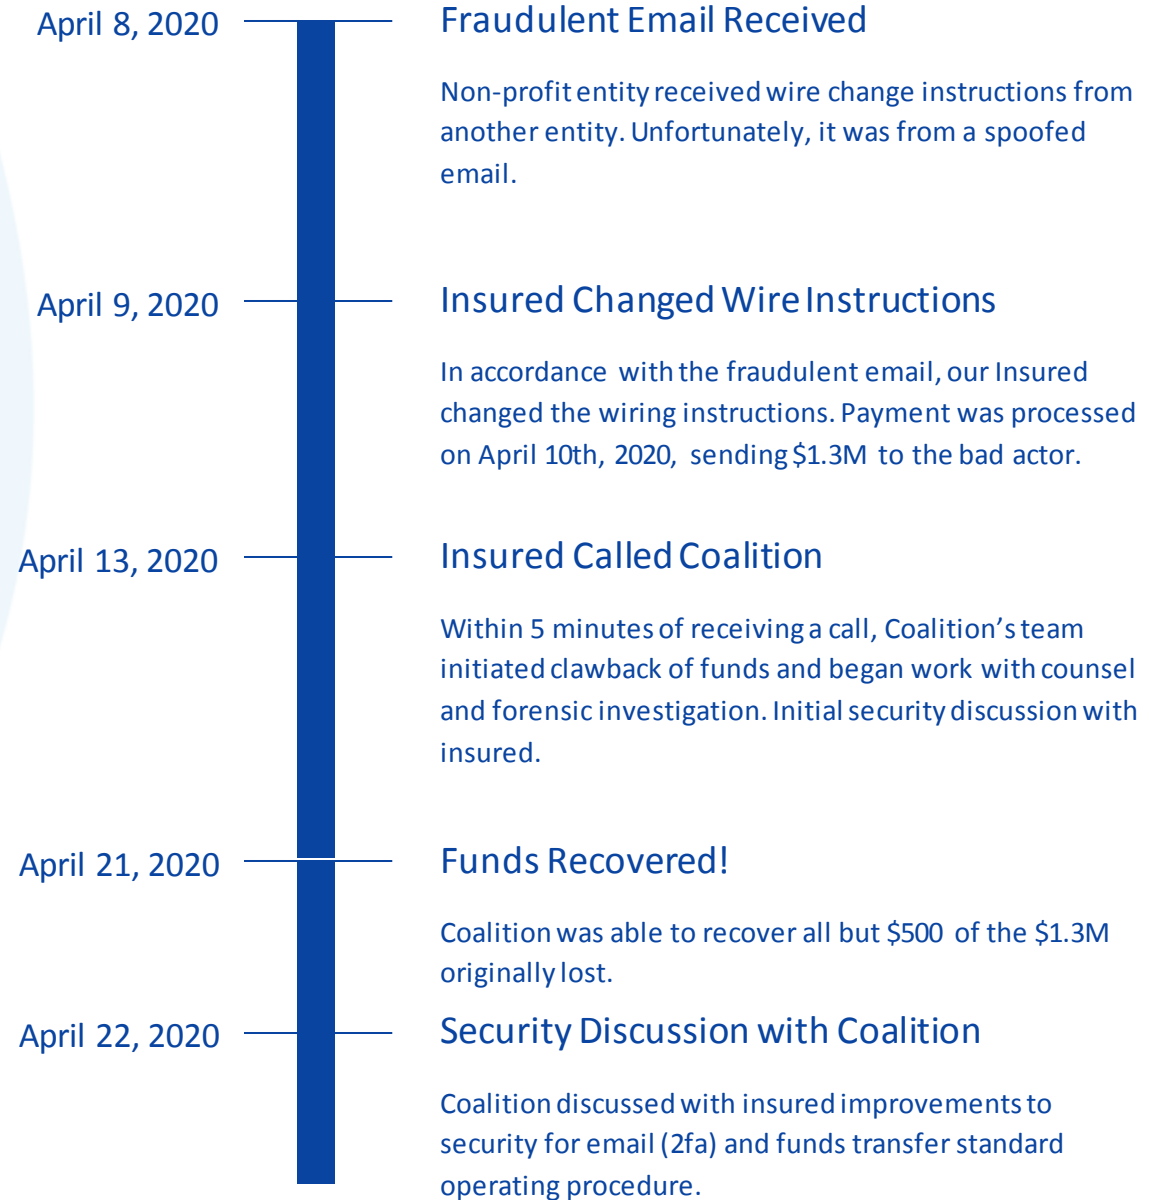 April 8, 2020
Fraudulent Email Received
Non-profit entity received wire change instructions from
another entity. Unfortunately, it was from a spoofed
email.
April 9, 2020
Insured Changed Wire Instructions
In accordance with the fraudulent email, our Insured
changed the wiring instructions. Payment was processed
on April 10th, 2020, sending $1.3M to the bad actor.
April 13, 2020
Insured Called Coalition
Within 5 minutes of receiving a call, Coalition’s team
initiated clawback of funds and began work with counsel
and forensic investigation. Initial security discussion with
insured.
April 21, 2020
Funds Recovered!
Coalition was able to recover all but $500 of the $1.3M
originally lost.
April 22, 2020
Security Discussion with Coalition
Coalition discussed with insured improvements to
security for email (2fa) and funds transfer standard
operating procedure.